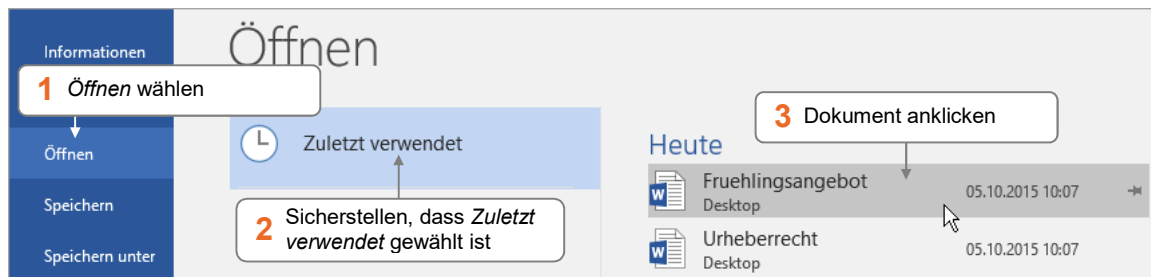 Öffnen
Informationen
1 Öffnen wählen
3 Dokument anklicken
Zuletzt verwendet
Heute
Öffnen
Fruehlingsangebot 05.10.2015 10:07
Desktop
Speichern
2 Sicherstellen, dass Zuletzt
verwendet gewählt ist
Urheberrecht 05.10.2015 10:07
Desktop
Speichern unter